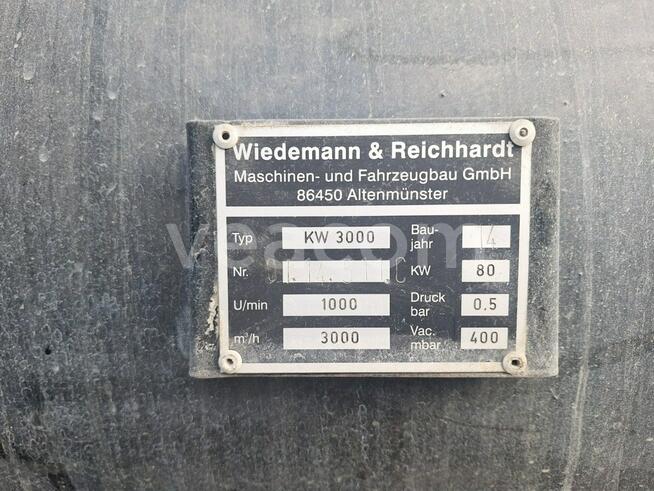 Wiedemann & Reichhardt
Maschinen- und Fahrzeugbau GmbH
86450 Altenmünster
Typ KW 3000 Bau-jahr
Nr. KW 80
U/min 1000 Druck bar 0.5
m³/h 3000 Vac. mbar 400
veacom